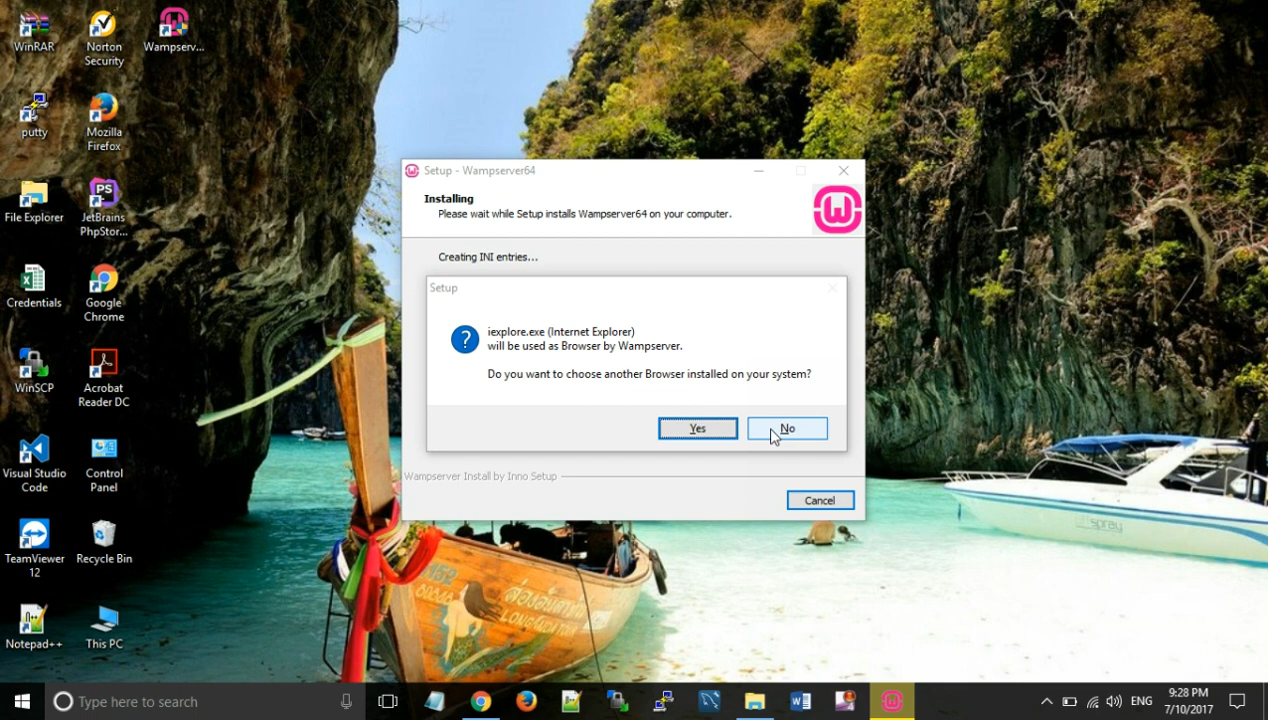 WinRAR
Norton
Security
Wampserv...
putty
Mozilla
Firefox
File Explorer
JetBrains
PhpStor...
Credentials
Google
Chrome
WinSCP
Acrobat
Reader DC
Visual Studio
Code
Control
Panel
TeamViewer
12
Recycle Bin
Notepad++
This PC
Setup - Wampserver64
Installing
Please wait while Setup installs Wampserver64 on your computer.
Creating INI entries...
Setup
iexplore.exe (Internet Explorer)
will be used as Browser by Wampserver.
Do you want to choose another Browser installed on your system?
Yes
No
Wampserver Install by Inno Setup
Cancel
Type here to search
ENG
9:28 PM
7/10/2017